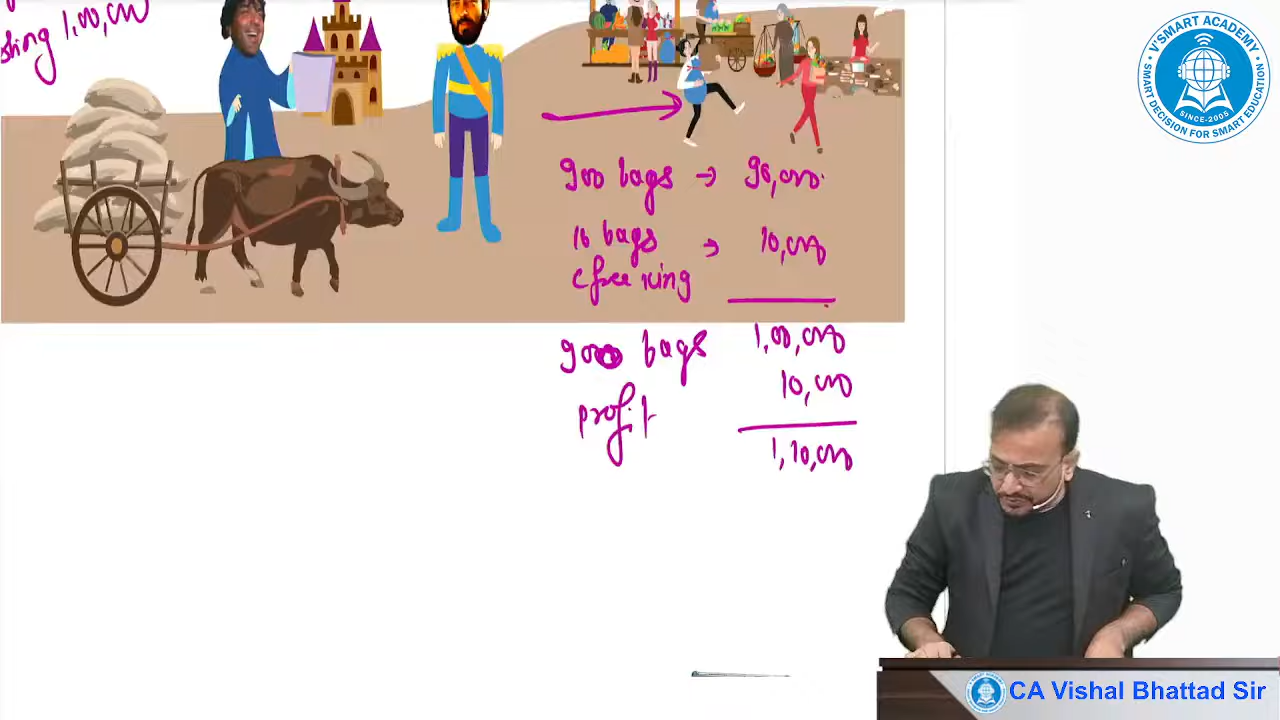 sting 1,00,000
900 bags → 90,000
10 bags → 10,000
free king
900 bags 1,00,000
profit 10,000
1,10,000
V'SMART ACADEMY
SINCE-2005
SMART DECISION FOR SMART EDUCATION
CA Vishal Bhattad Sir